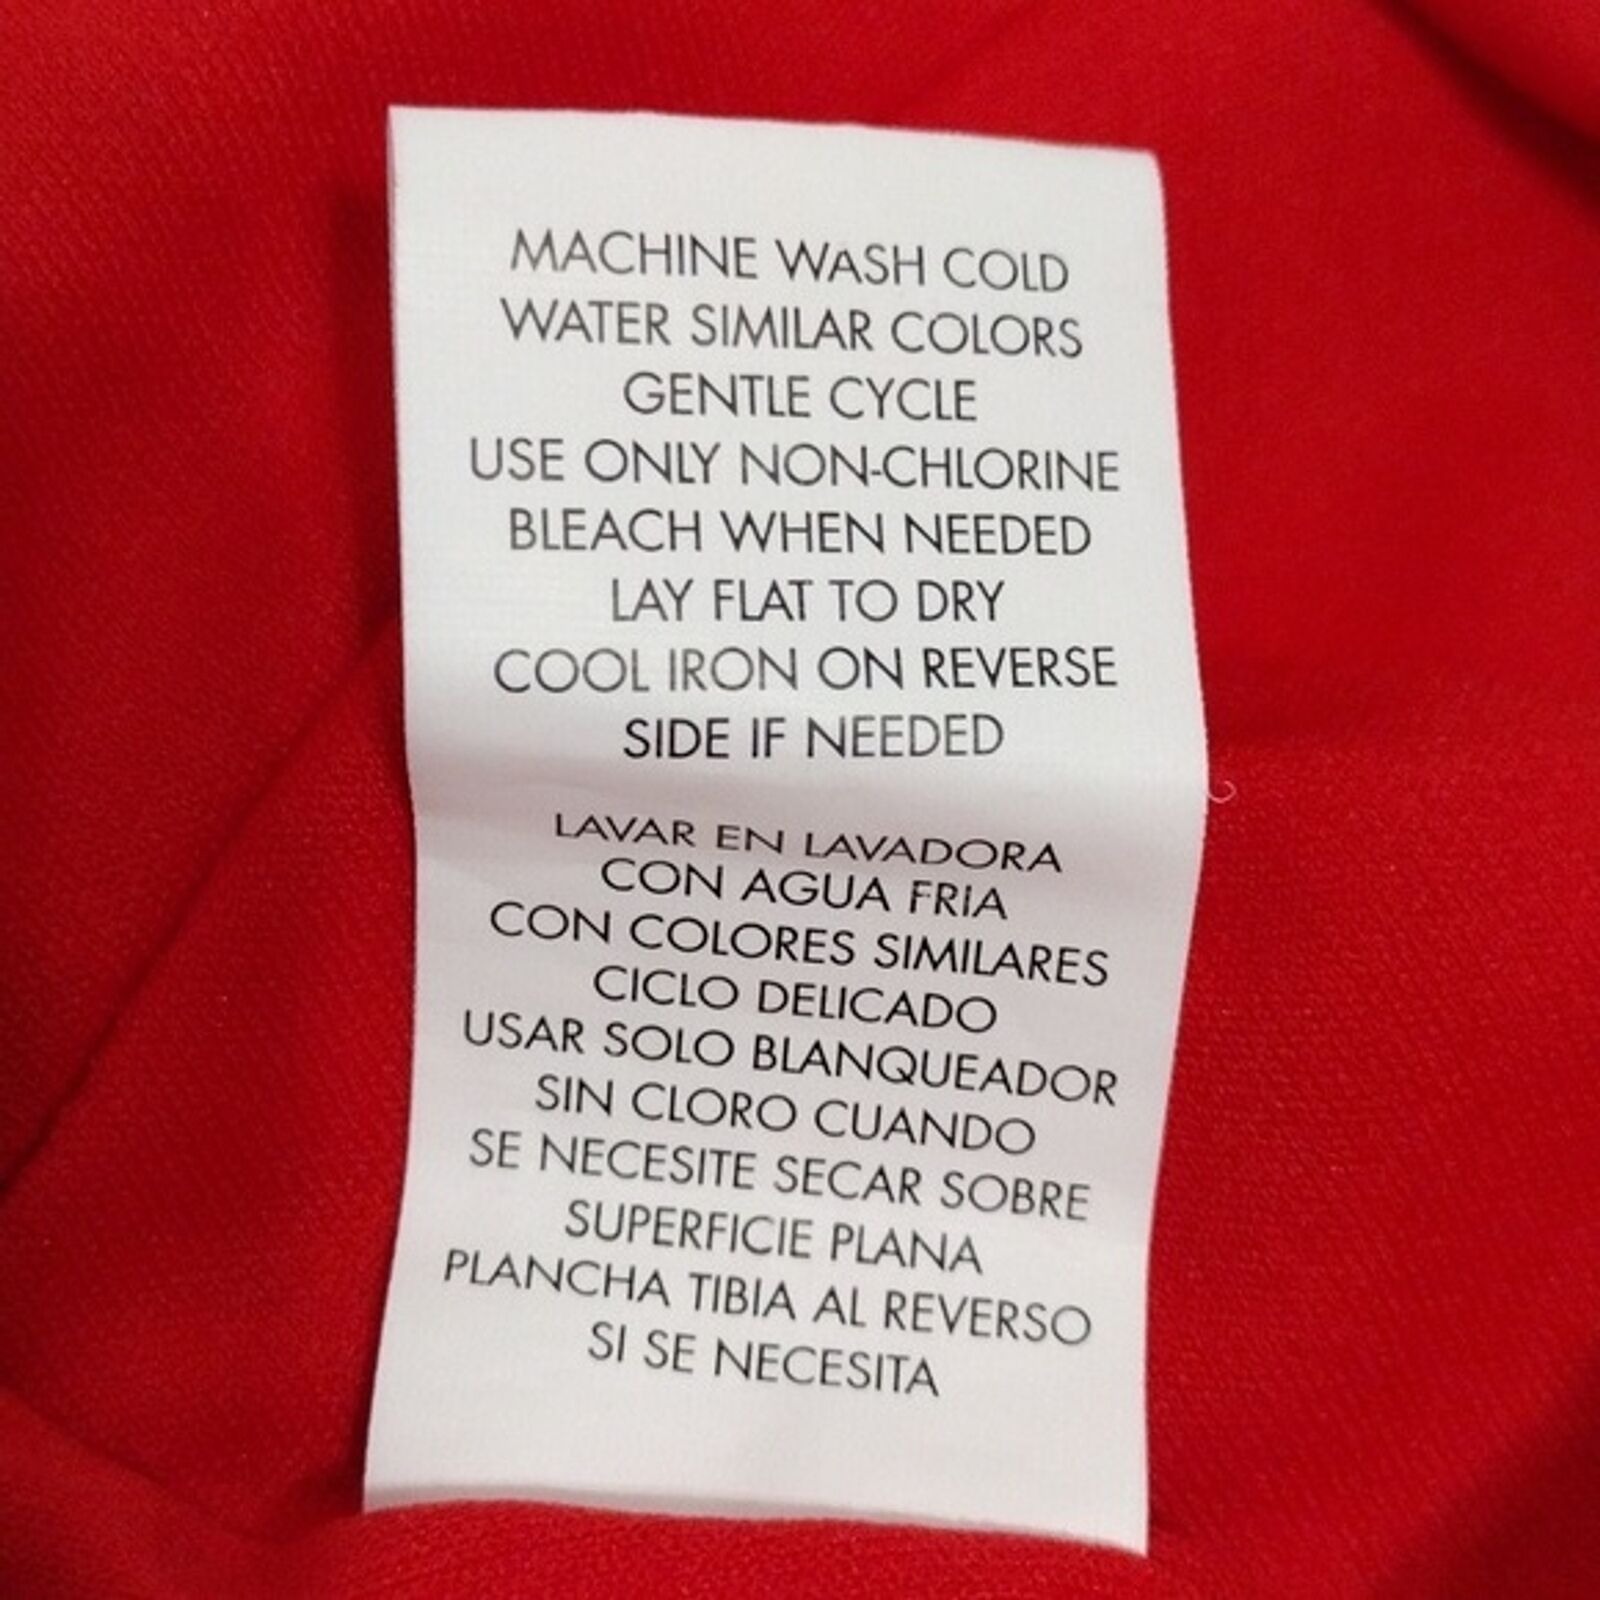 MACHINE WASH COLD
WATER SIMILAR COLORS
GENTLE CYCLE
USE ONLY NON-CHLORINE
BLEACH WHEN NEEDED
LAY FLAT TO DRY
COOL IRON ON REVERSE
SIDE IF NEEDED
LAVAR EN LAVADORA
CON AGUA FRIA
CON COLORES SIMILARES
CICLO DELICADO
USAR SOLO BLANQUEADOR
SIN CLORO CUANDO
SE NECESITE SECAR SOBRE
SUPERFICIE PLANA
PLANCHA TIBIA AL REVERSO
SI SE NECESITA